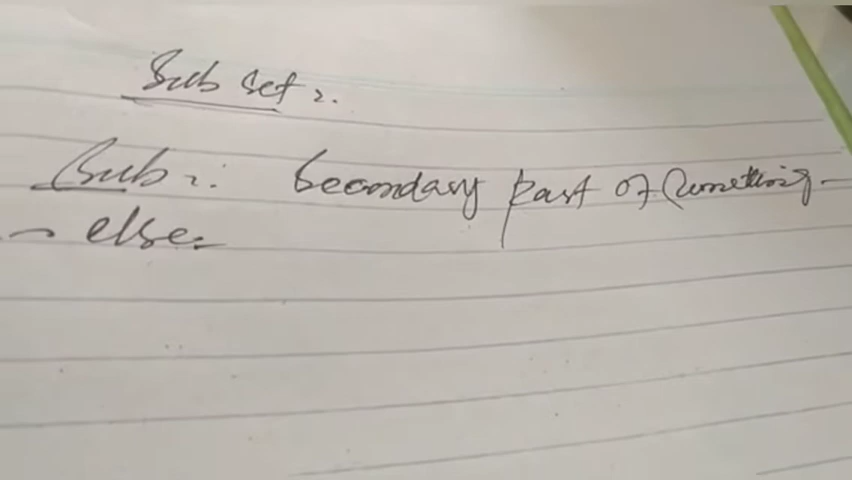 Sub set :.
Sub :. Secondary part of Something -
- else.